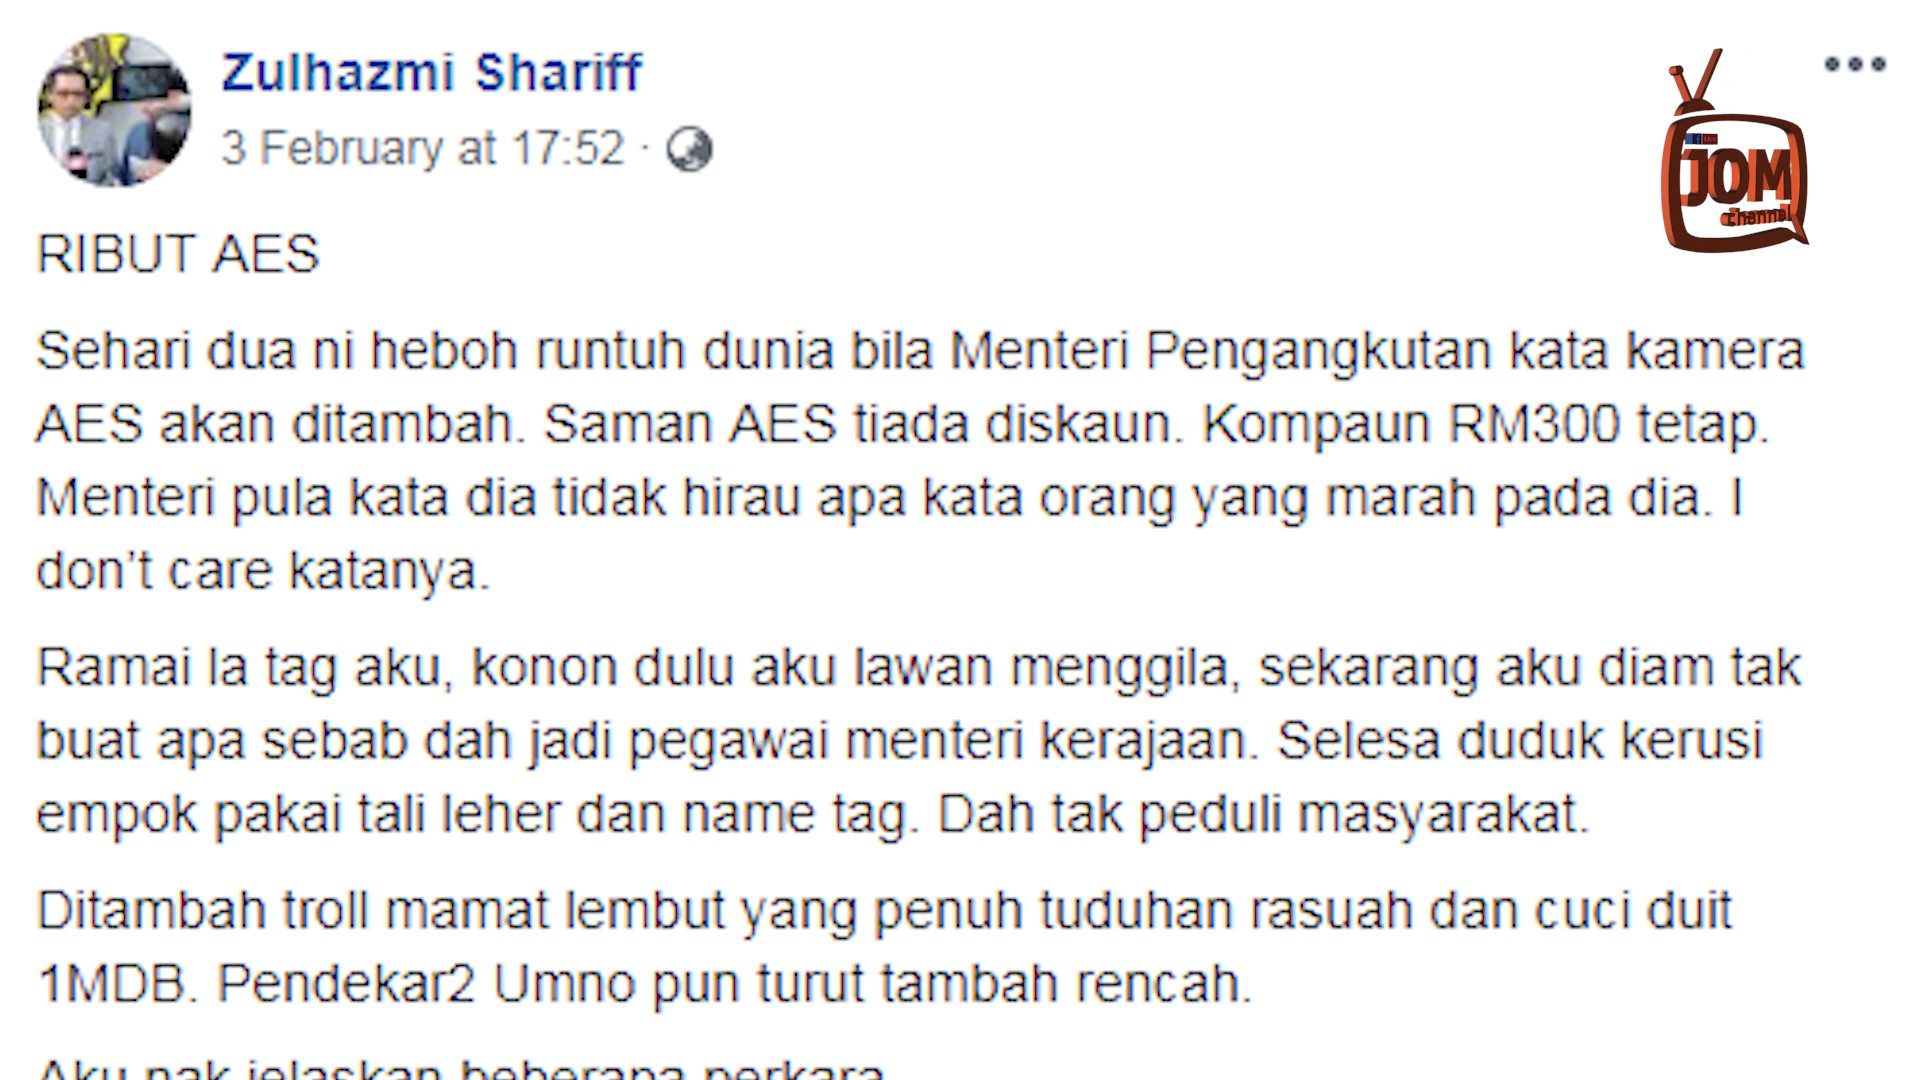 Zulhazmi Shariff
3 February at 17:52 ·
JOM
channel
RIBUT AES
Sehari dua ni heboh runtuh dunia bila Menteri Pengangkutan kata kamera
AES akan ditambah. Saman AES tiada diskaun. Kompaun RM300 tetap.
Menteri pula kata dia tidak hirau apa kata orang yang marah pada dia. I
don’t care katanya.
Ramai la tag aku, konon dulu aku lawan menggila, sekarang aku diam tak
buat apa sebab dah jadi pegawai menteri kerajaan. Selesa duduk kerusi
empok pakai tali leher dan name tag. Dah tak peduli masyarakat.
Ditambah troll mamat lembut yang penuh tuduhan rasuah dan cuci duit
1MDB. Pendekar2 Umno pun turut tambah rencah.
Aku nak jelaskan beberapa perkara